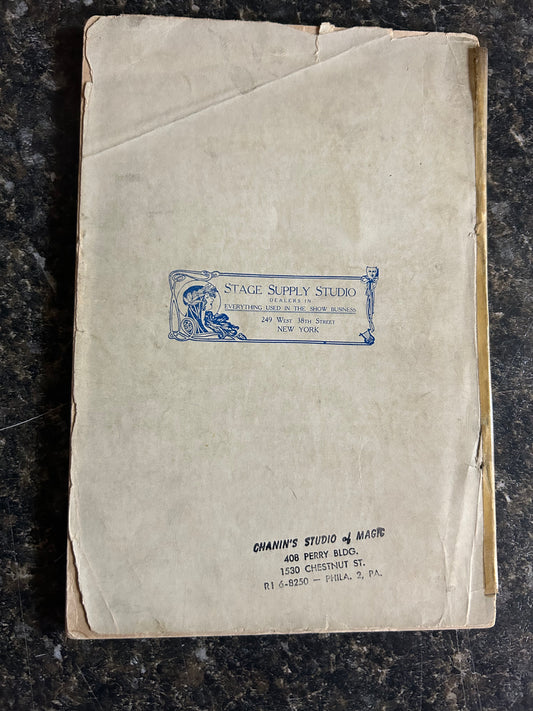 STAGE SUPPLY STUDIO
DEALERS IN
EVERYTHING USED IN THE SHOW BUSINESS
249 WEST 38TH STREET
NEW YORK
CHANIN'S STUDIO of MAGIC
408 PERRY BLDG.
1530 CHESTNUT ST.
RI 6-8250 — PHILA. 2, PA.